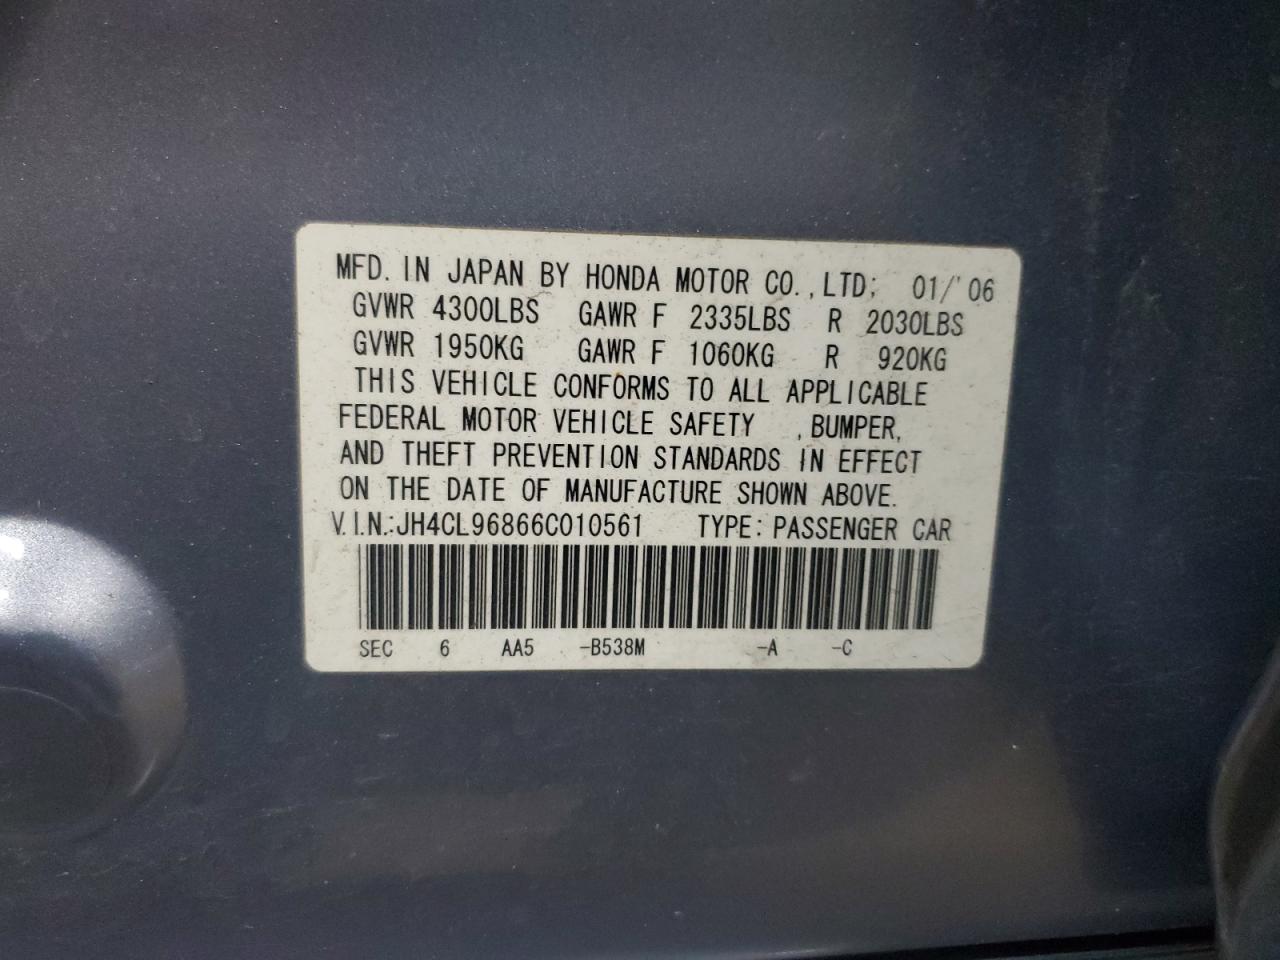 MFD. IN JAPAN BY HONDA MOTOR CO., LTD; 01/'06
GVWR 4300LBS GAWR F 2335LBS R 2030LBS
GVWR 1950KG GAWR F 1060KG R 920KG
THIS VEHICLE CONFORMS TO ALL APPLICABLE
FEDERAL MOTOR VEHICLE SAFETY , BUMPER,
AND THEFT PREVENTION STANDARDS IN EFFECT
ON THE DATE OF MANUFACTURE SHOWN ABOVE.
V.I.N.:JH4CL96866C010561 TYPE: PASSENGER CAR
SEC 6 AA5 -B538M -A -C